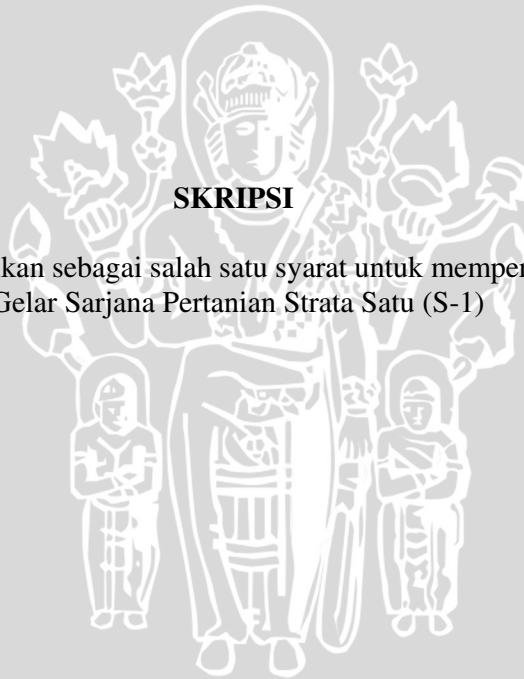 SKRIPSI
kan sebagai salah satu syarat untuk memper
Gelar Sarjana Pertanian Strata Satu (S-1)